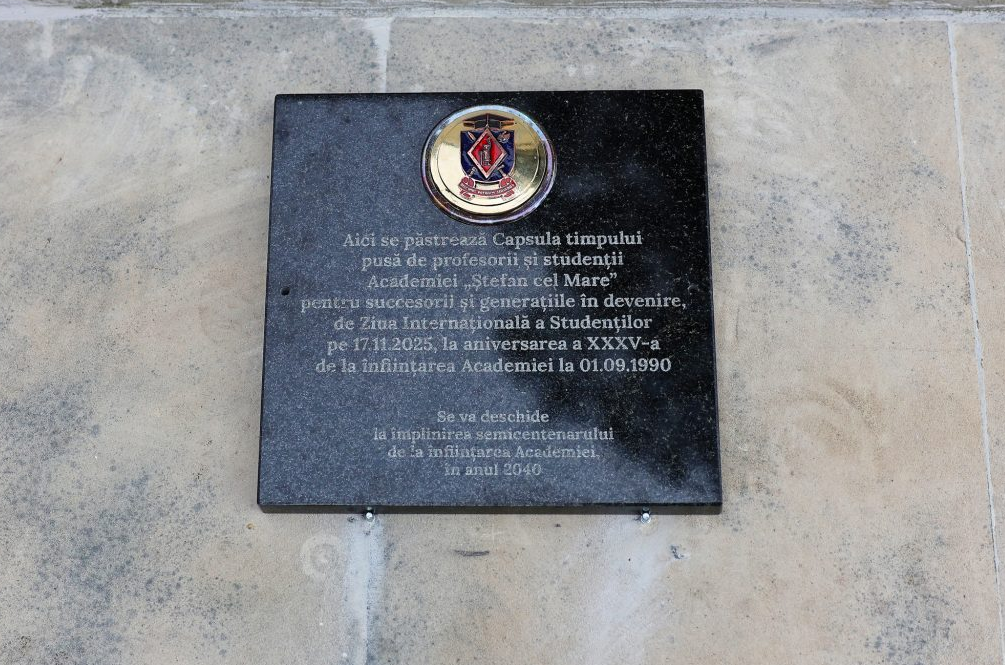 Aici se păstrează Capsula timpului
pusă de profesorii și studenții
Academiei „Ștefan cel Mare”
pentru succesorii și generațiile în devenire,
de Ziua Internațională a Studenților
pe 17.11.2025, la aniversarea a XXXV-a
de la înființarea Academiei la 01.09.1990
Se va deschide
la împlinirea semicentenarului
de la înființarea Academiei,
în anul 2040